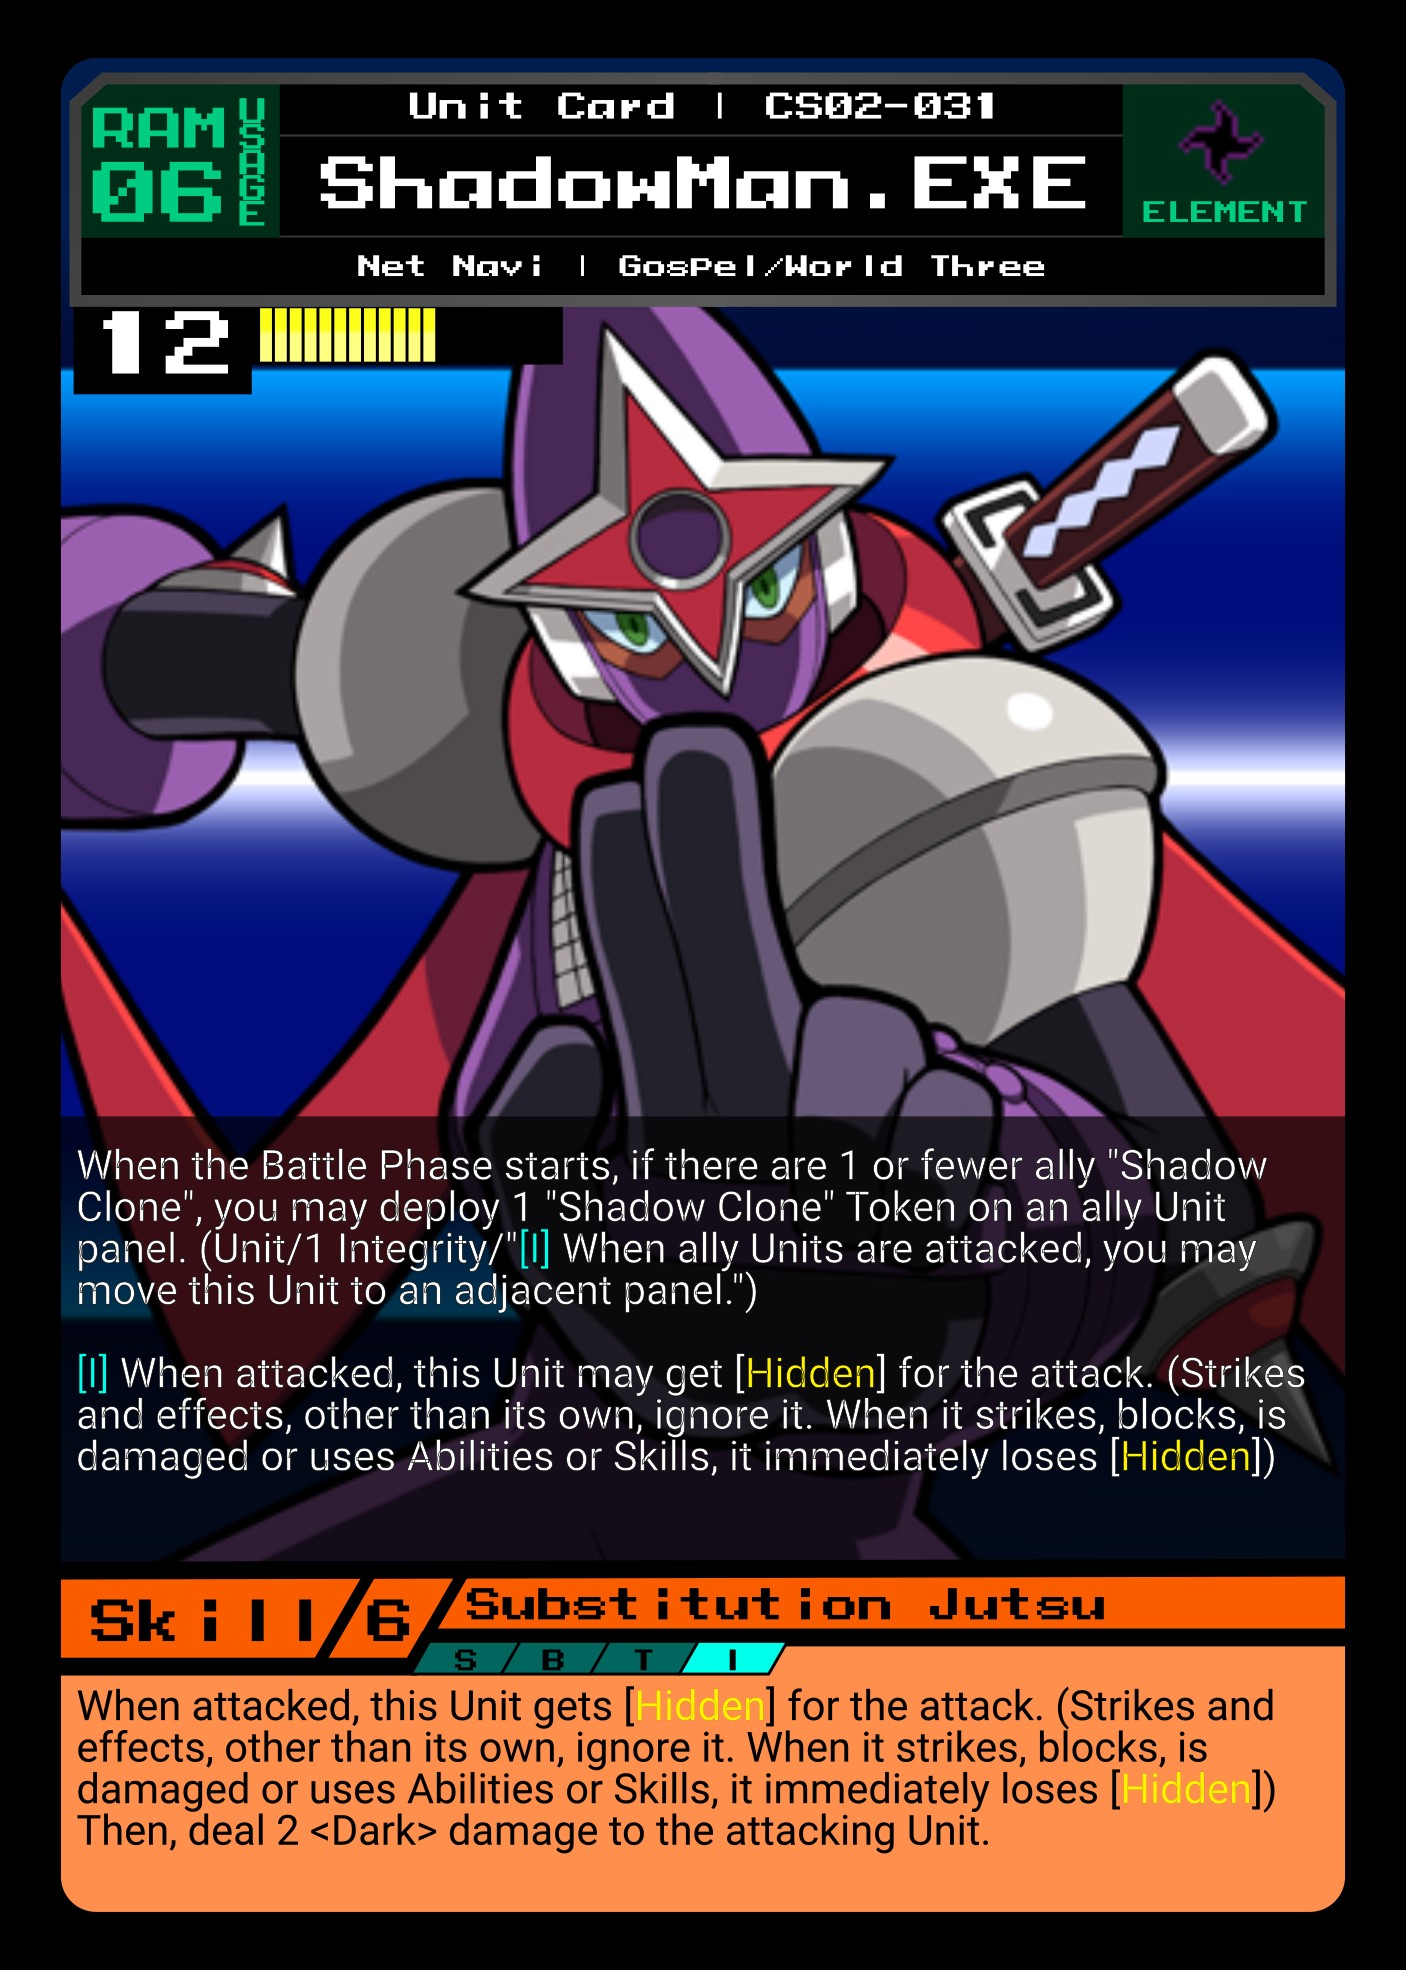 RAM
06
USAGE
Unit Card | CS02-031
ShadowMan.EXE
ELEMENT
Net Navi | Gospel/World Three
12
When the Battle Phase starts, if there are 1 or fewer ally "Shadow
Clone", you may deploy 1 "Shadow Clone" Token on an ally Unit
panel. (Unit/1 Integrity/"[I] When ally Units are attacked, you may
move this Unit to an adjacent panel.")
[I] When attacked, this Unit may get [Hidden] for the attack. (Strikes
and effects, other than its own, ignore it. When it strikes, blocks, is
damaged or uses Abilities or Skills, it immediately loses [Hidden])
Skill/6
Substitution Jutsu
S / B / T / I
When attacked, this Unit gets [Hidden] for the attack. (Strikes and
effects, other than its own, ignore it. When it strikes, blocks, is
damaged or uses Abilities or Skills, it immediately loses [Hidden])
Then, deal 2 <Dark> damage to the attacking Unit.